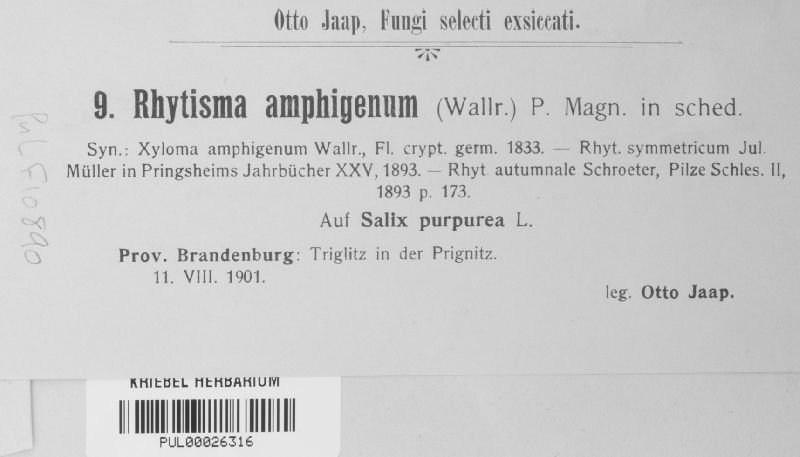 Otto Jaap, Fungi selecti exsiccati.
9. Rhytisma amphigenum (Wallr.) P. Magn. in sched.
Syn.: Xyloma amphigenum Wallr., Fl. crypt. germ. 1833. — Rhyt. symmetricum Jul.
Müller in Pringsheims Jahrbücher XXV, 1893. — Rhyt. autumnale Schroeter, Pilze Schles. II,
1893 p. 173.
Auf Salix purpurea L.
Prov. Brandenburg: Triglitz in der Prignitz.
11. VIII. 1901.
leg. Otto Jaap.
PUL F10890
KRIEBEL HERBARIUM
PUL00026316